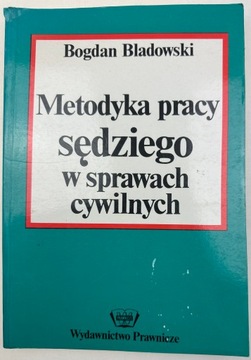 Bogdan Bladowski
Metodyka pracy
sędziego
w sprawach
cywilnych
Wydawnictwo Prawnicze